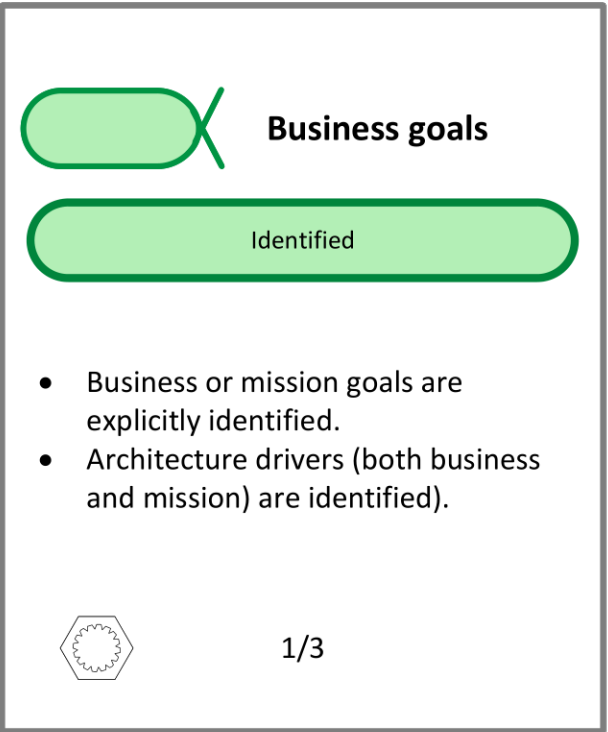 Business goals
Identified
• Business or mission goals are
explicitly identified.
• Architecture drivers (both business
and mission) are identified).
1/3